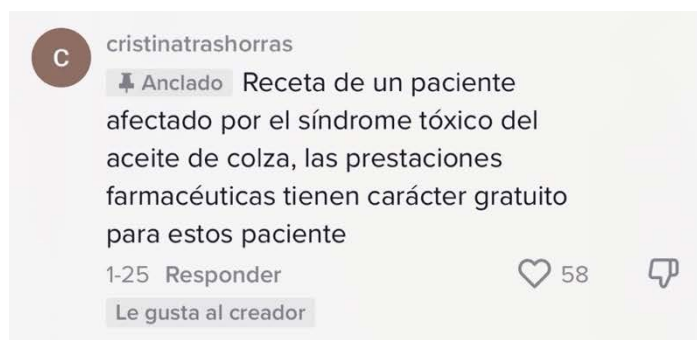 C
cristinatrashorras
Anclado Receta de un paciente
afectado por el síndrome tóxico del
aceite de colza, las prestaciones
farmacéuticas tienen carácter gratuito
para estos paciente
1-25 Responder 58
Le gusta al creador